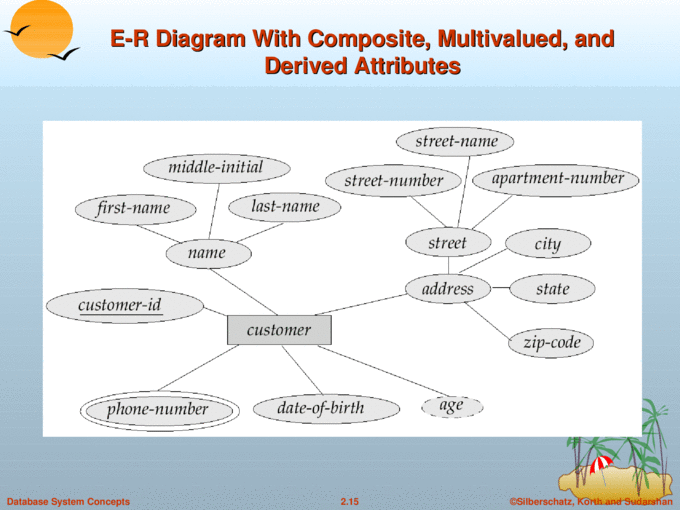 E-R Diagram With Composite, Multivalued, and
Derived Attributes
street-name
middle-initial
street-number
apartment-number
first-name
last-name
street
city
name
address
state
customer-id
customer
zip-code
phone-number
date-of-birth
age
Database System Concepts
2.15
©Silberschatz, Korth and Sudarshan